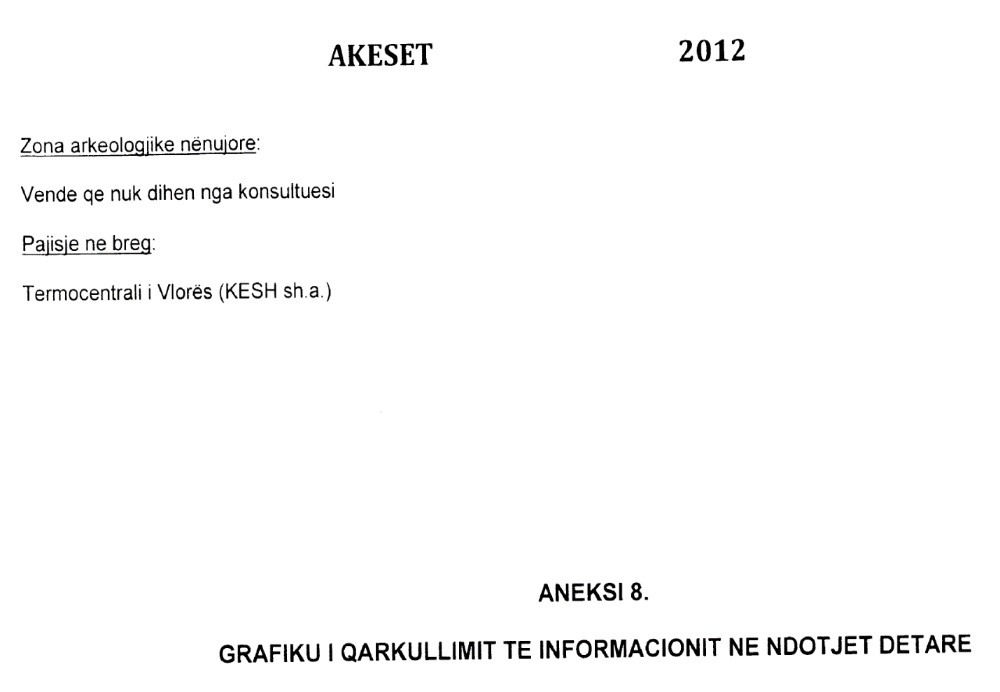 AKESET 2012
Zona arkeologjike nënujore:
Vende qe nuk dihen nga konsultuesi
Pajisje ne breg:
Termocentrali i Vlorës (KESH sh.a.)
ANEKSI 8.
GRAFIKU I QARKULLIMIT TE INFORMACIONIT NE NDOTJET DETARE